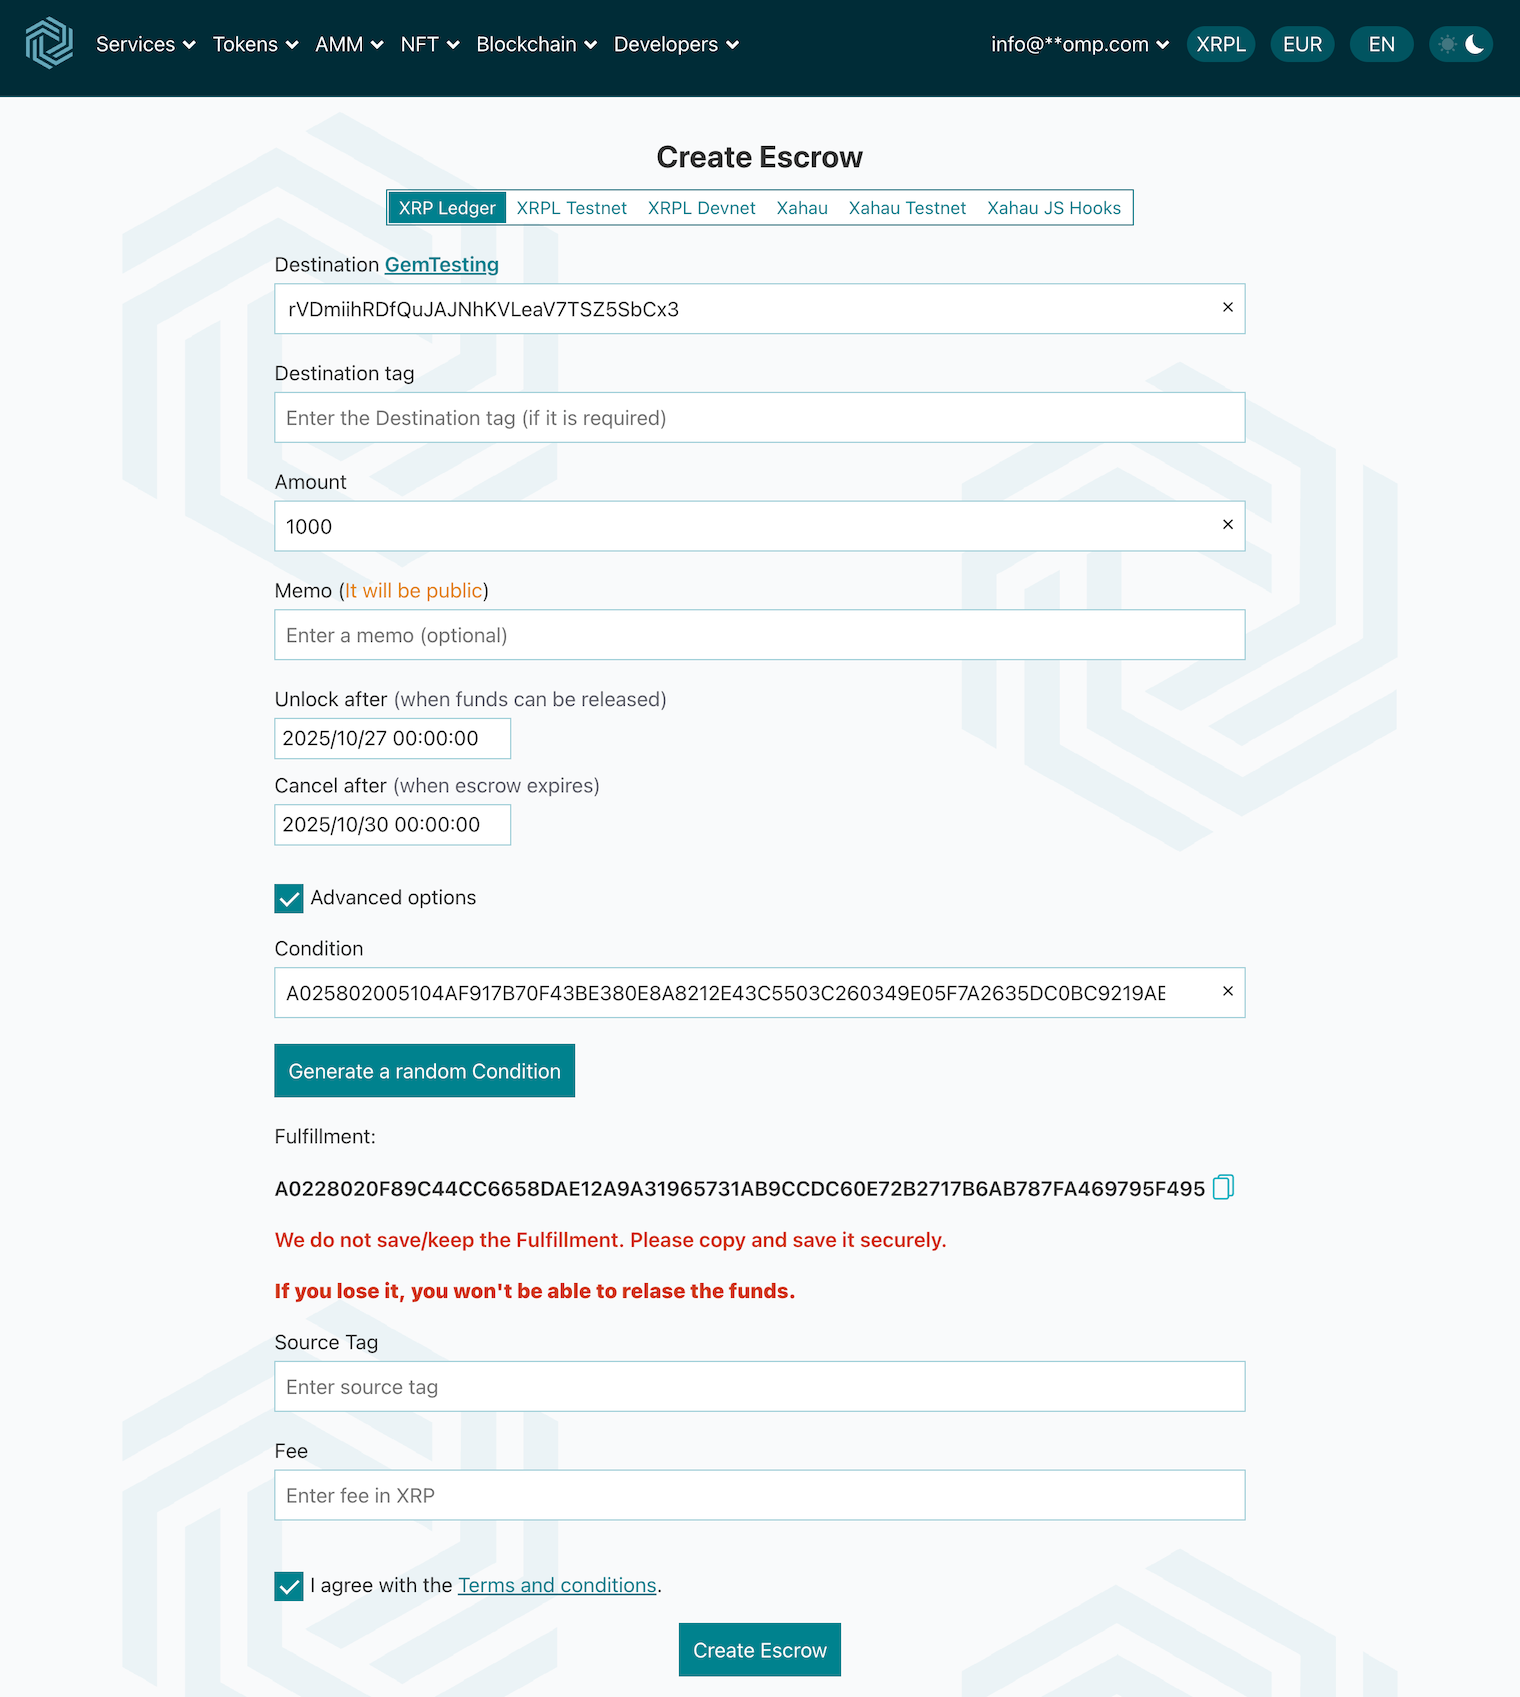 Services Tokens AMM NFT Blockchain Developers info@**omp.com XRPL EUR EN
Create Escrow
XRP Ledger XRPL Testnet XRPL Devnet Xahau Xahau Testnet Xahau JS Hooks
Destination GemTesting
rVDmiihRDfQuJAJNhKVLeaV7TSZ5SbCx3
Destination tag
Enter the Destination tag (if it is required)
Amount
1000
Memo (It will be public)
Enter a memo (optional)
Unlock after (when funds can be released)
2025/10/27 00:00:00
Cancel after (when escrow expires)
2025/10/30 00:00:00
Advanced options
Condition
A025802005104AF917B70F43BE380E8A8212E43C5503C260349E05F7A2635DC0BC9219AE
Generate a random Condition
Fulfillment:
A0228020F89C44CC6658DAE12A9A31965731AB9CCDC60E72B2717B6AB787FA469795F495
We do not save/keep the Fulfillment. Please copy and save it securely.
If you lose it, you won't be able to relase the funds.
Source Tag
Enter source tag
Fee
Enter fee in XRP
I agree with the Terms and conditions.
Create Escrow